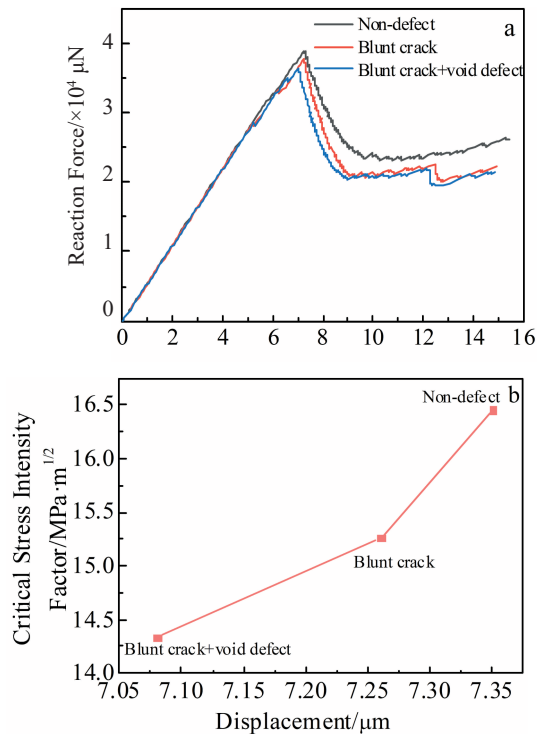 a
Non-defect
Blunt crack
Blunt crack+void defect
Reaction Force/×10⁴ μN
4
3
2
1
0
0 2 4 6 8 10 12 14 16
b
Non-defect
Blunt crack
Blunt crack+void defect
Critical Stress Intensity
Factor/MPa·m^1/2
16.5
16.0
15.5
15.0
14.5
14.0
7.05 7.10 7.15 7.20 7.25 7.30 7.35
Displacement/μm